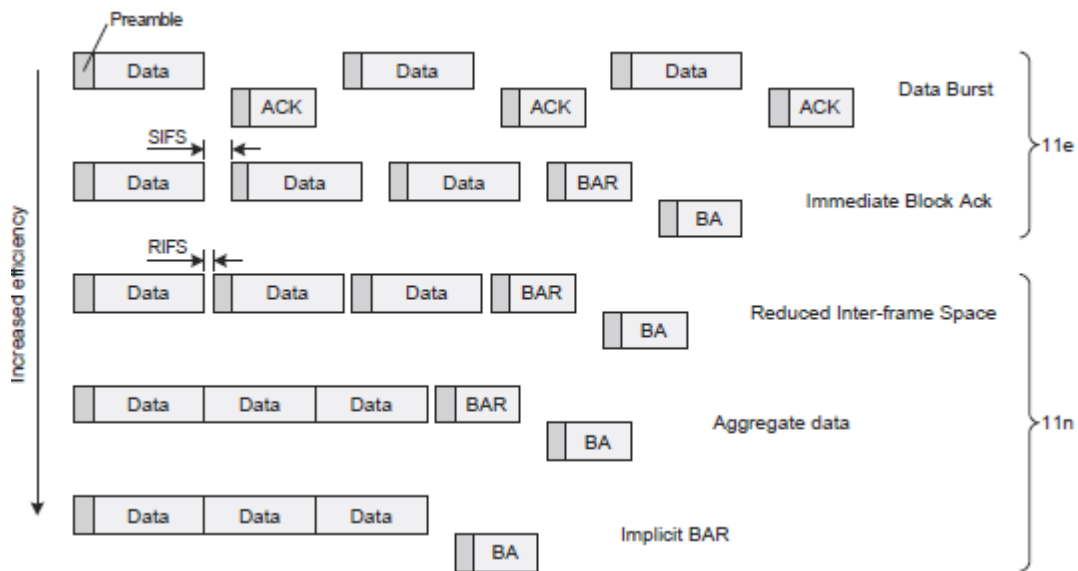 Preamble
Data Data Data
ACK ACK ACK
Data Burst
SIFS
11e
Data Data Data BAR
BA
Immediate Block Ack
RIFS
Data Data Data BAR
BA
Reduced Inter-frame Space
Increased efficiency
Data Data Data BAR
BA
Aggregate data
11n
Data Data Data
BA
Implicit BAR